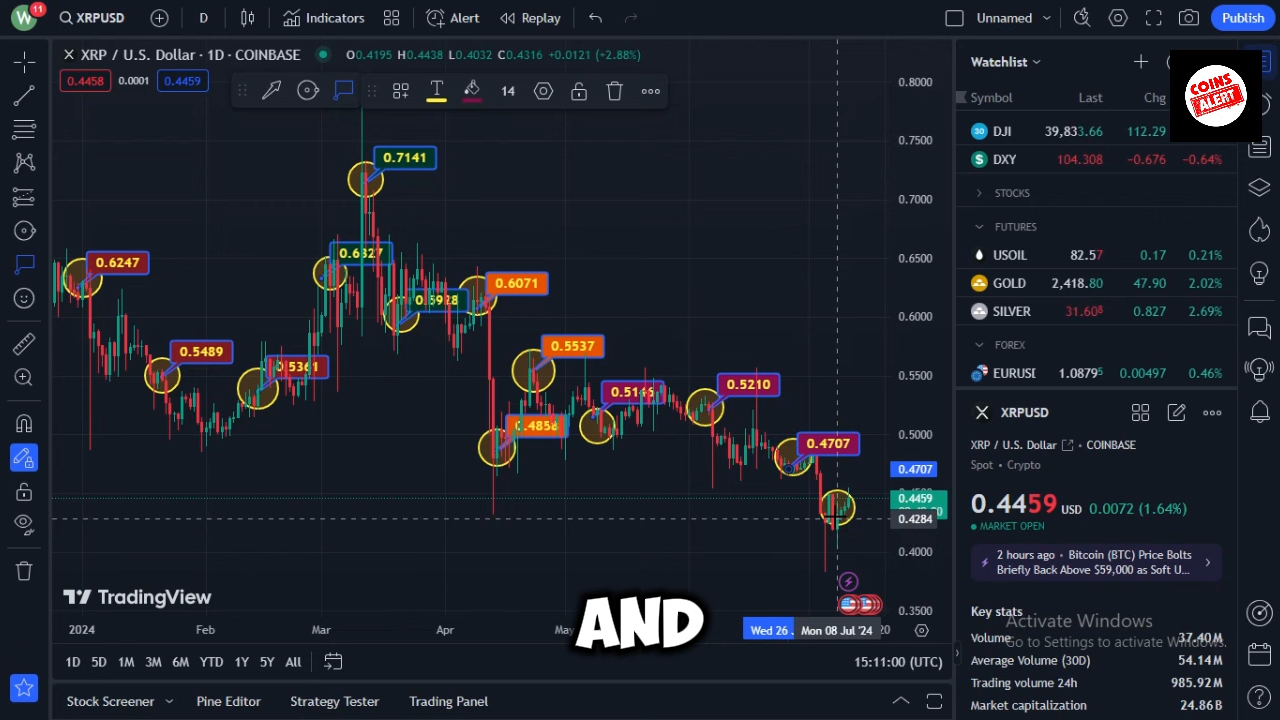 W
11
XRPUSD
D
Indicators
Alert
Replay
Unnamed
Publish
XRP / U.S. Dollar · 1D · COINBASE
O0.4195 H0.4438 L0.4032 C0.4316 +0.0121 (+2.88%)
0.4458
0.0001
0.4459
14
Watchlist
COINS
ALERT
Symbol
Last
Chg
DJI 39,833.66 112.29
DXY 104.308 −0.676 −0.64%
STOCKS
FUTURES
USOIL 82.57 0.17 0.21%
GOLD 2,418.80 47.90 2.02%
SILVER 31.608 0.827 2.69%
FOREX
EURUSD 1.08795 0.00497 0.46%
0.8000
0.7500
0.7000
0.6500
0.6000
0.5500
0.5000
0.4707
0.4459
0.4284
0.4000
0.3500
0.7141
0.6247
0.6327
0.5928
0.6071
0.5489
0.5361
0.5537
0.4858
0.5146
0.5210
0.4707
XRPUSD
XRP / U.S. Dollar
COINBASE
Spot • Crypto
0.4459 USD 0.0072 (1.64%)
MARKET OPEN
2 hours ago • Bitcoin (BTC) Price Bolts
Briefly Back Above $59,000 as Soft U...
Key stats
Volume 37.40M
Average Volume (30D) 54.14M
Trading volume 24h 985.92M
Market capitalization 24.86B
Activate Windows
Go to Settings to activate Windows.
TradingView
AND
2024
Feb
Mar
Apr
May
Wed 26
Mon 08 Jul '24
20
1D 5D 1M 3M 6M YTD 1Y 5Y All
15:11:00 (UTC)
Stock Screener
Pine Editor
Strategy Tester
Trading Panel